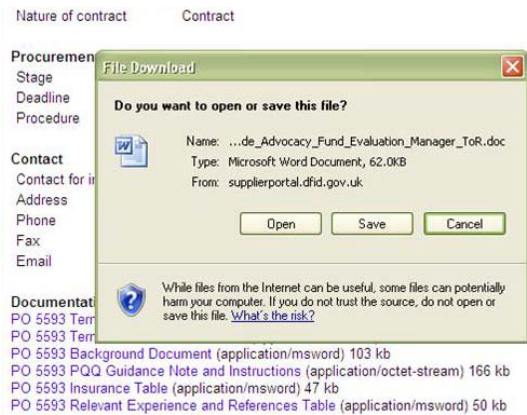 Nature of contract Contract
Procuremen
Stage
Deadline
Procedure
Contact
Contact for i
Address
Phone
Fax
Email
Documentati
PO 5593 Tern
PO 5593 Tern
PO 5593 Background Document (application/msword) 103 kb
PO 5593 PQQ Guidance Note and Instructions (application/octet-stream) 166 kb
PO 5593 Insurance Table (application/msword) 47 kb
PO 5593 Relevant Experience and References Table (application/msword) 50 kb
File Download
Do you want to open or save this file?
Name: ...de_Advocacy_Fund_Evaluation_Manager_ToR.doc
Type: Microsoft Word Document, 62.0KB
From: supplierportal.dfid.gov.uk
Open Save Cancel
While files from the Internet can be useful, some files can potentially
harm your computer. If you do not trust the source, do not open or
save this file. What's the risk?